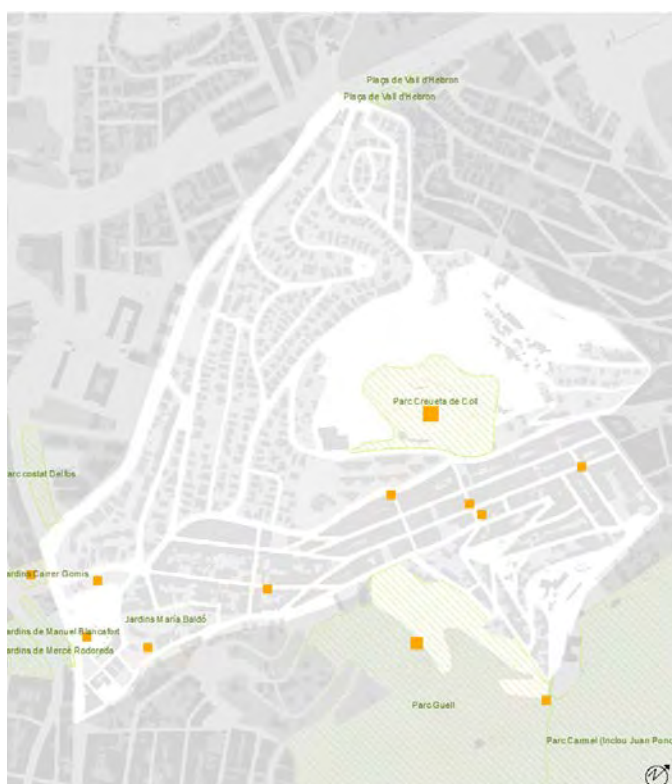 Plaça de Vall d'Hebron
Plaça de Vall d'Hebron
Parc Creueta de Coll
Parc costat Delfos
Jardins Carrer Gomis
Jardins María Baldó
Jardins de Manuel Blancafort
Jardins de Mercè Rodoreda
Parc Guell
Parc Carmel (Inclou Juan Ponc